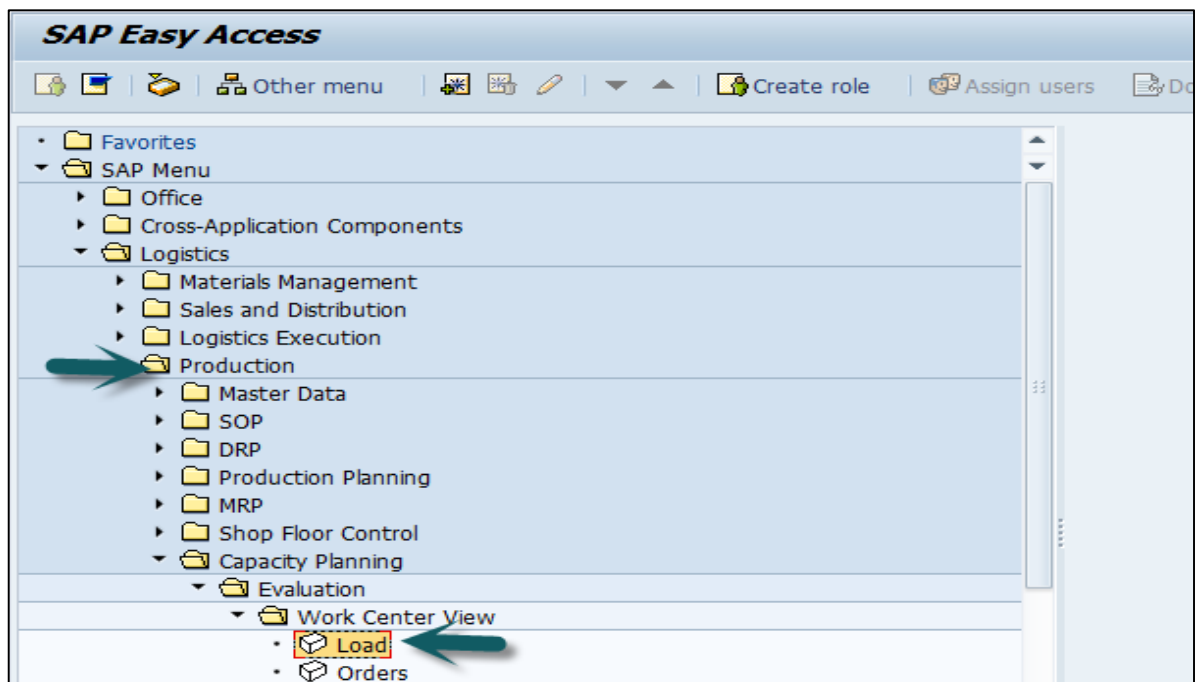 SAP Easy Access
Other menu Create role Assign users Do
Favorites
SAP Menu
Office
Cross-Application Components
Logistics
Materials Management
Sales and Distribution
Logistics Execution
Production
Master Data
SOP
DRP
Production Planning
MRP
Shop Floor Control
Capacity Planning
Evaluation
Work Center View
Load
Orders